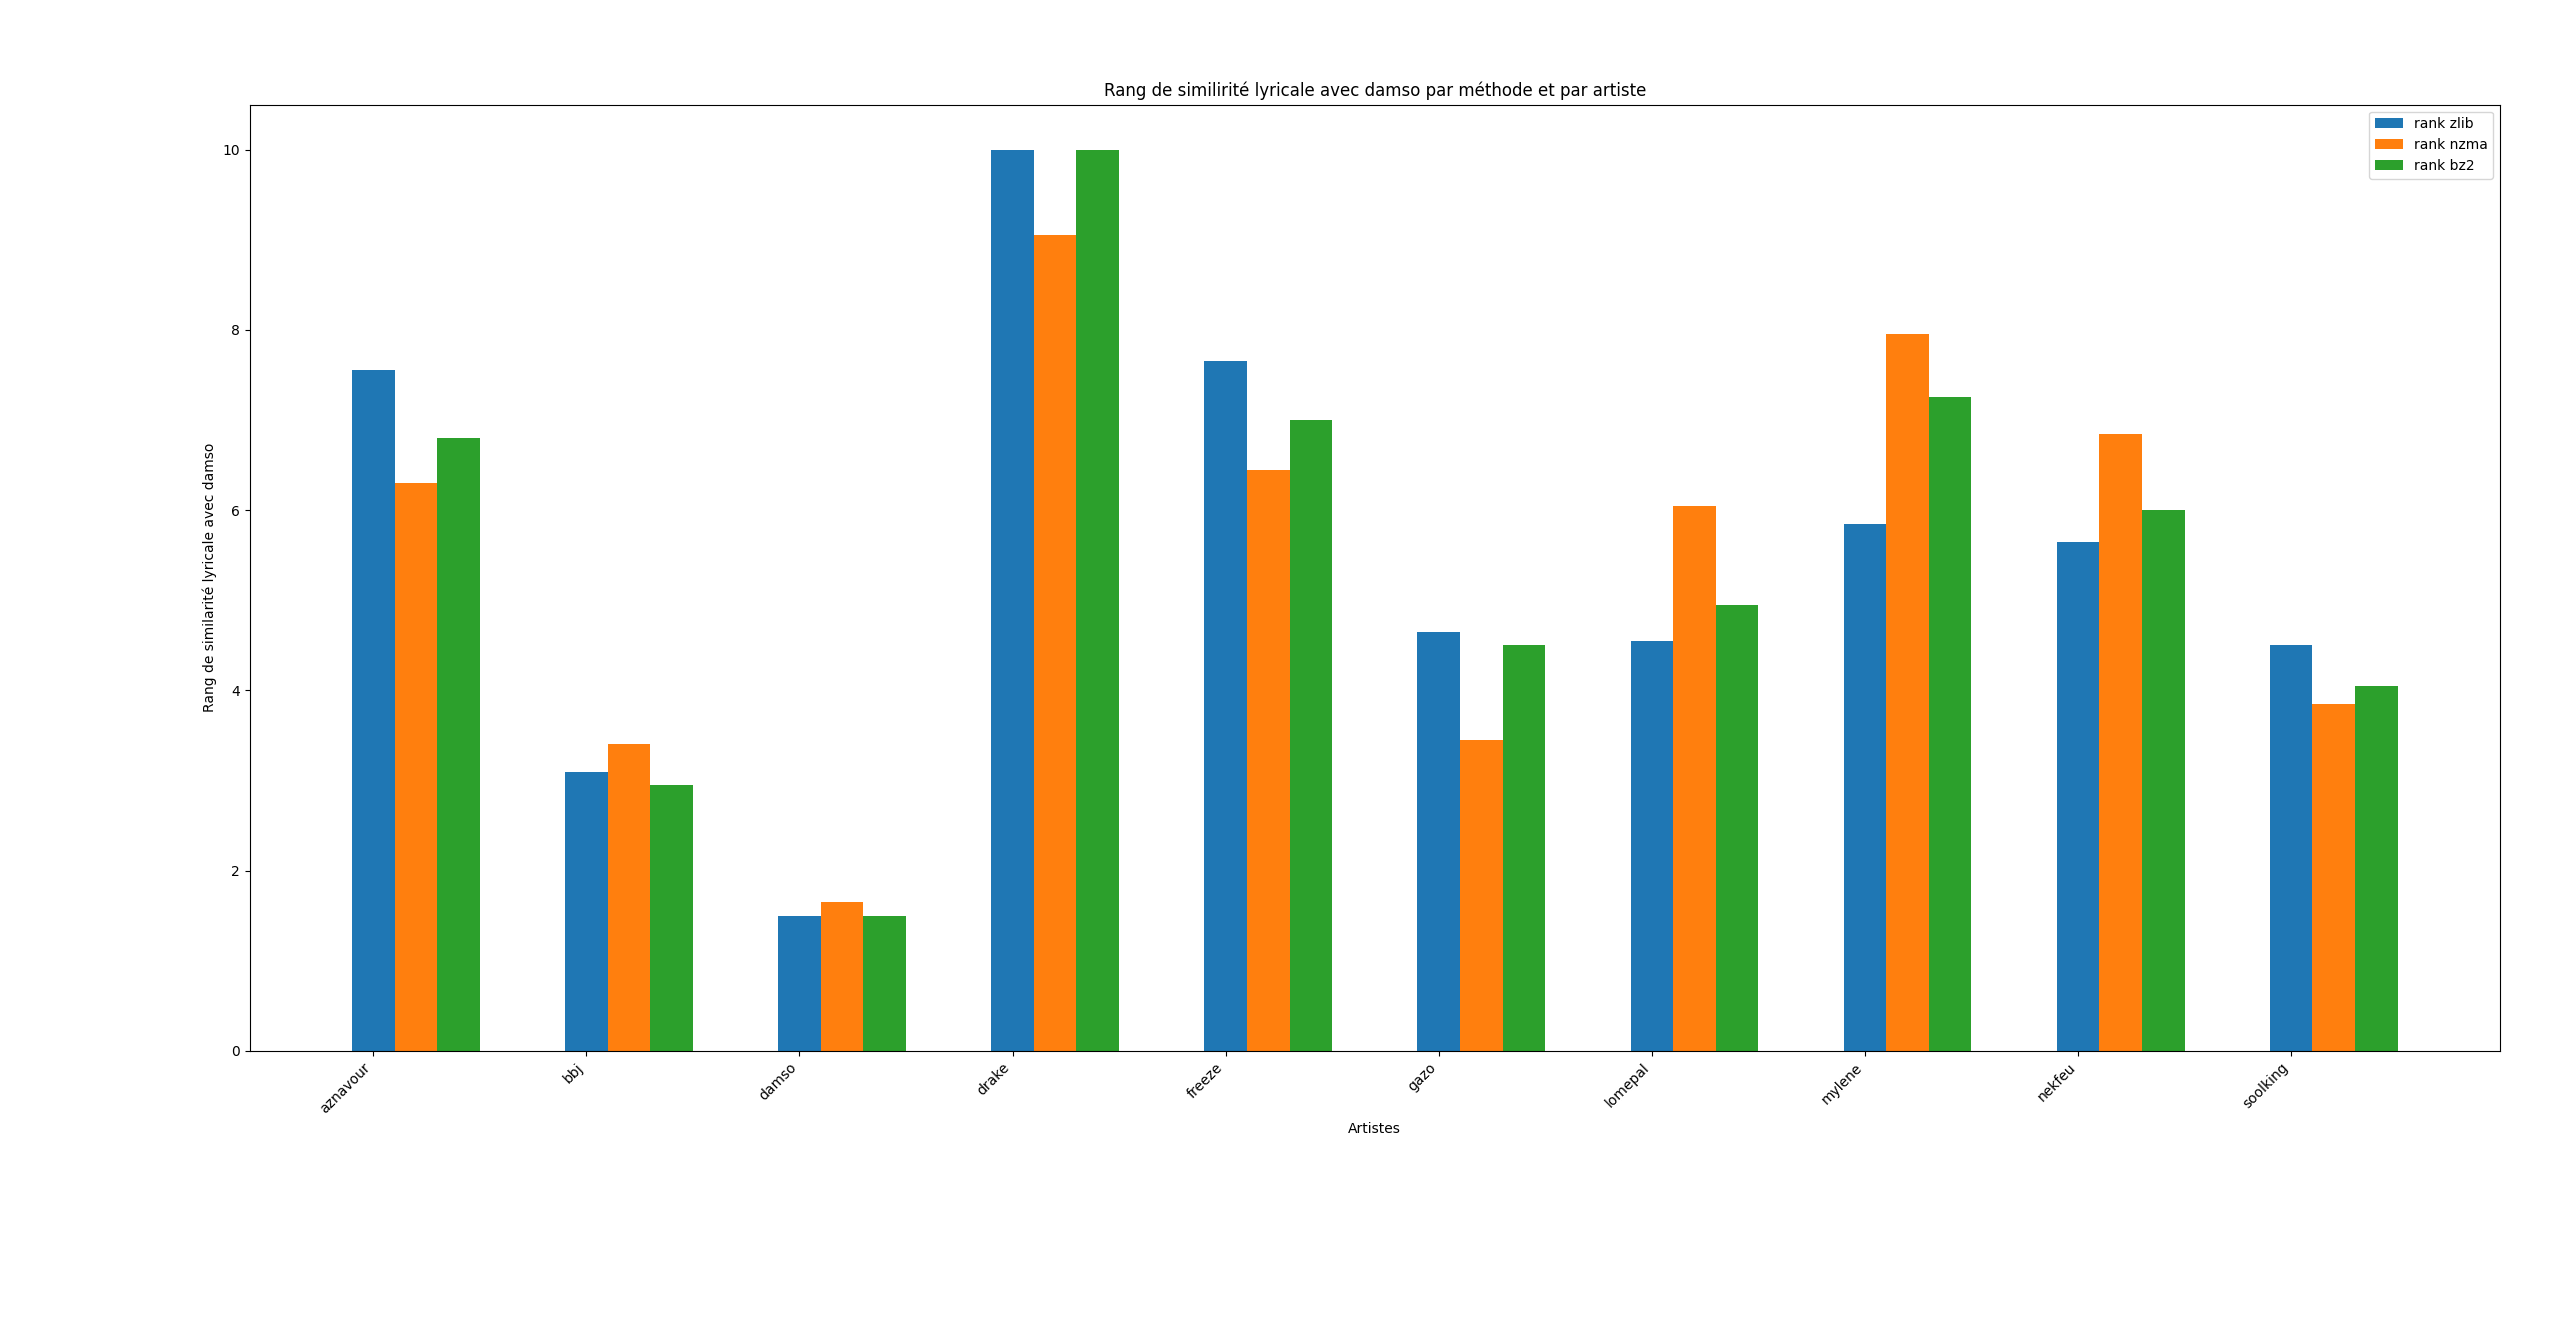 Rang de similirité lyricale avec damso par méthode et par artiste
rank zlib
rank nzma
rank bz2
Rang de similarité lyricale avec damso
10
8
6
4
2
0
aznavour
bbj
damso
drake
freeze
gazo
lomepal
mylene
nekfeu
soolking
Artistes